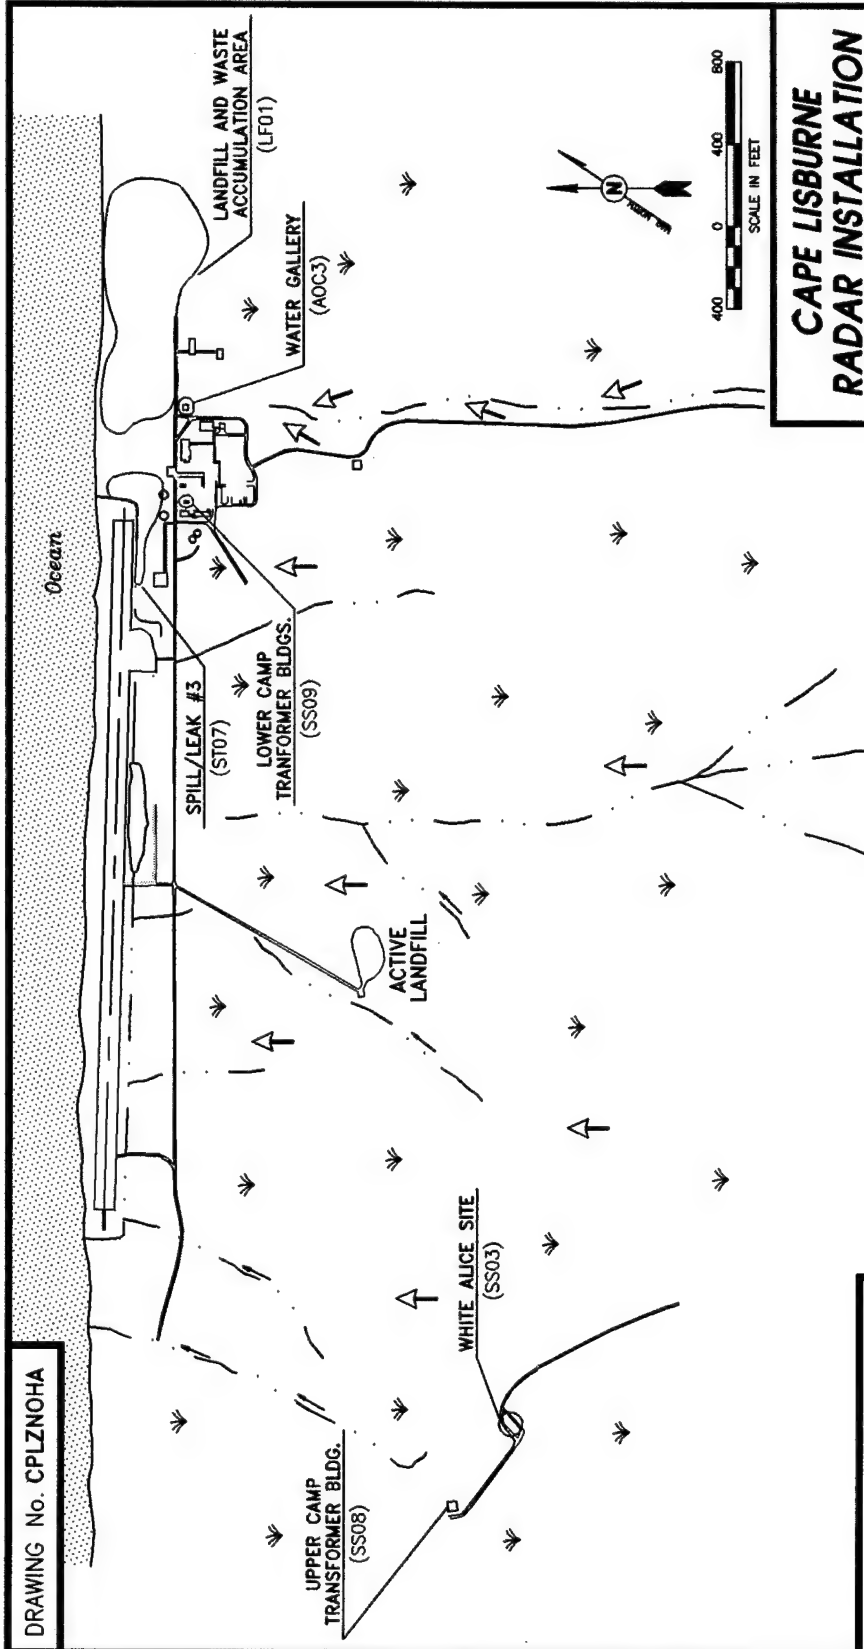 DRAWING No. CPLZNOHA
Ocean
LANDFILL AND WASTE
ACCUMULATION AREA
(LF01)
WATER GALLERY
(AOC3)
SPILL/LEAK #3
(ST07)
LOWER CAMP
TRANFORMER BLDGS.
(SS09)
ACTIVE
LANDFILL
WHITE ALICE SITE
(SS03)
UPPER CAMP
TRANSFORMER BLDG.
(SS08)
N
MAG. NORTH
400 0 400 800
SCALE IN FEET
CAPE LISBURNE
RADAR INSTALLATION